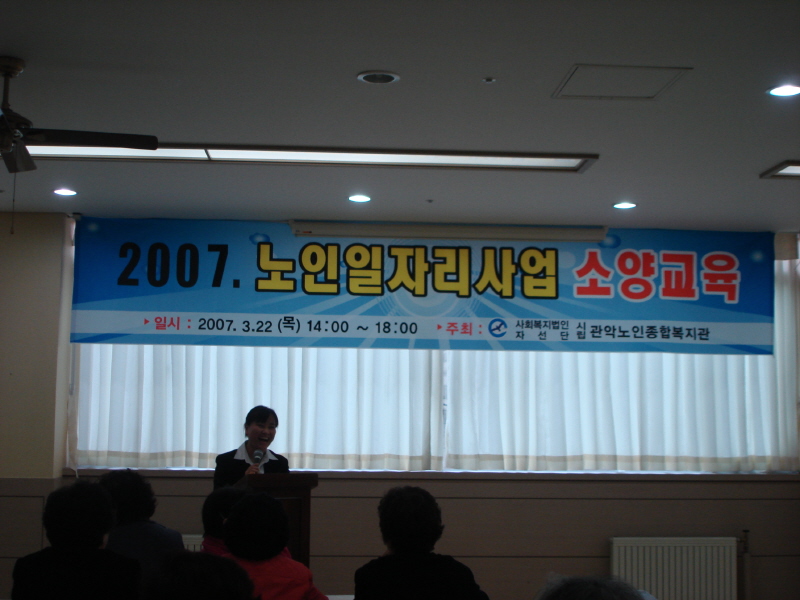 2007. 노인일자리사업 소양교육
▶일시 : 2007. 3.22 (목) 14:00 ~ 18:00 ▶주최 : 사회복지법인 자선단 시립 관악노인종합복지관